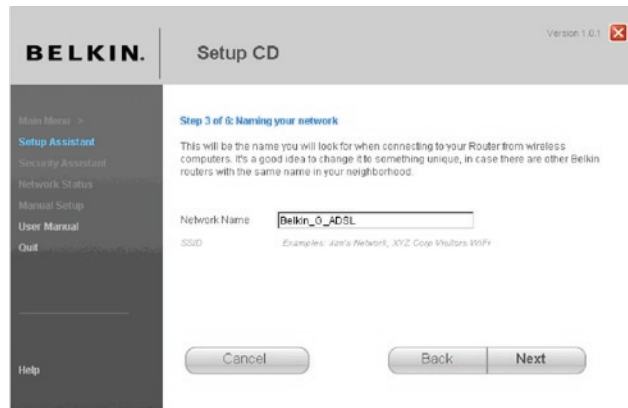 BELKIN.
Setup CD
Version 1.0.1
Main Menu >
Setup Assistant
Security Assistant
Network Status
Manual Setup
User Manual
Quit
Help
Step 3 of 6: Naming your network
This will be the name you will look for when connecting to your Router from wireless
computers. It's a good idea to change it to something unique, in case there are other Belkin
routers with the same name in your neighborhood.
Network Name
Belkin_G_ADSL
SSID
Examples: Jan's Network, XYZ Corp Visitors WiFi
Cancel
Back
Next